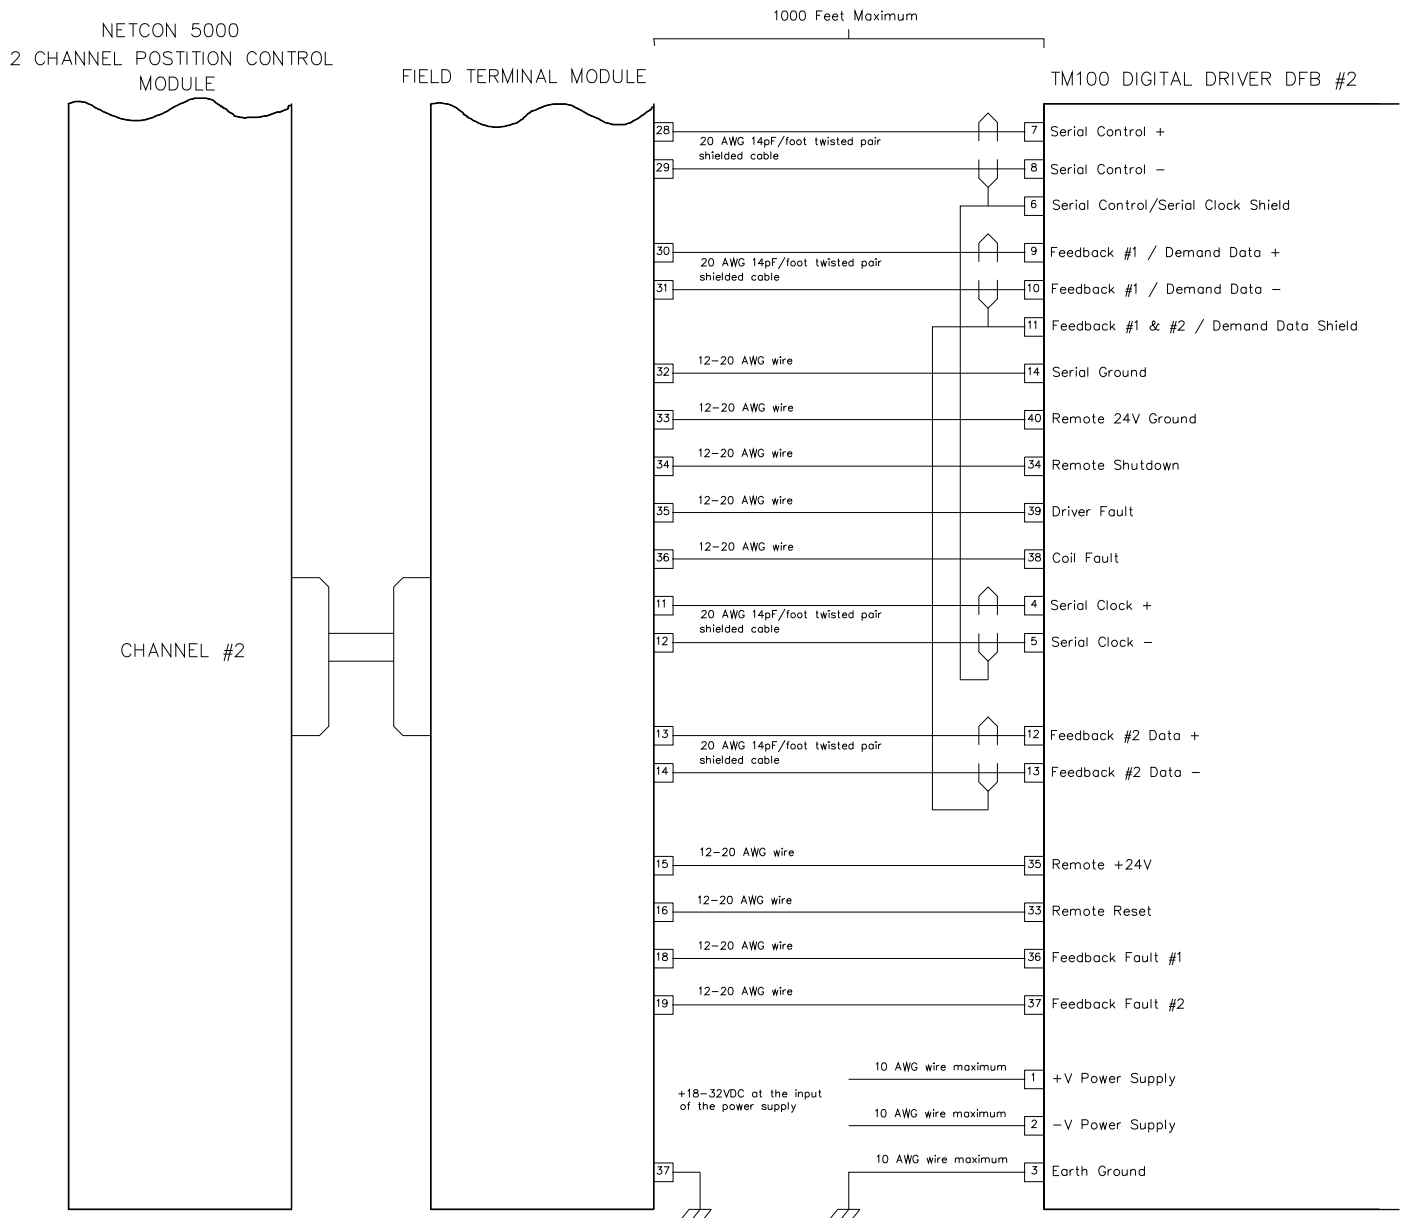 1000 Feet Maximum
NETCON 5000
2 CHANNEL POSTITION CONTROL
MODULE
FIELD TERMINAL MODULE
TM100 DIGITAL DRIVER DFB #2
28
20 AWG 14pF/foot twisted pair
shielded cable
7
Serial Control +
29
8
Serial Control −
6
Serial Control/Serial Clock Shield
30
20 AWG 14pF/foot twisted pair
shielded cable
9
Feedback #1 / Demand Data +
31
10
Feedback #1 / Demand Data −
11
Feedback #1 & #2 / Demand Data Shield
32
12−20 AWG wire
14
Serial Ground
33
12−20 AWG wire
40
Remote 24V Ground
34
12−20 AWG wire
34
Remote Shutdown
35
12−20 AWG wire
39
Driver Fault
36
12−20 AWG wire
38
Coil Fault
11
20 AWG 14pF/foot twisted pair
shielded cable
4
Serial Clock +
12
5
Serial Clock −
CHANNEL #2
13
20 AWG 14pF/foot twisted pair
shielded cable
12
Feedback #2 Data +
14
13
Feedback #2 Data −
15
12−20 AWG wire
35
Remote +24V
16
12−20 AWG wire
33
Remote Reset
18
12−20 AWG wire
36
Feedback Fault #1
19
12−20 AWG wire
37
Feedback Fault #2
10 AWG wire maximum
1
+V Power Supply
+18−32VDC at the input
of the power supply
10 AWG wire maximum
2
−V Power Supply
37
10 AWG wire maximum
3
Earth Ground